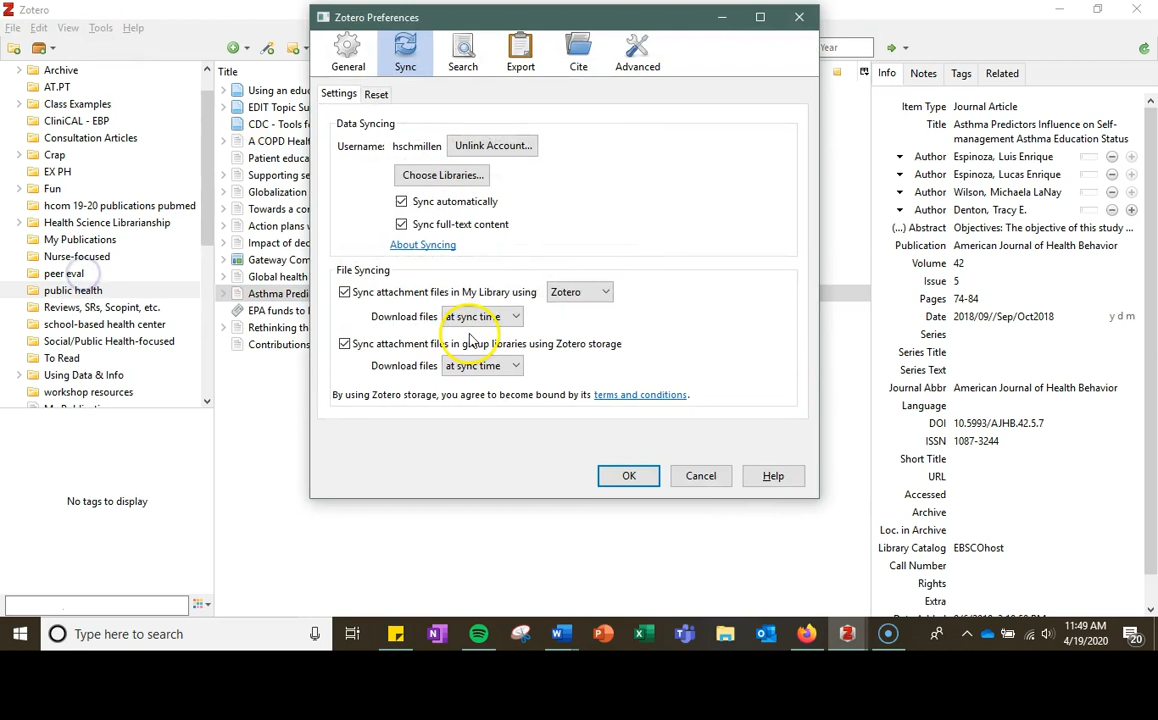 Zotero
File Edit View Tools Help
Archive
AT.PT
Class Examples
CliniCAL - EBP
Consultation Articles
Crap
EX PH
Fun
hcom 19-20 publications pubmed
Health Science Librarianship
My Publications
Nurse-focused
peer eval
public health
Reviews, SRs, Scopint, etc.
school-based health center
Social/Public Health-focused
To Read
Using Data & Info
workshop resources
No tags to display
Title
Using an edu
EDIT Topic Su
CDC - Tools fo
A COPD Healt
Patient educa
Supporting se
Globalization
Towards a con
Action plans v
Impact of dec
Gateway Com
Global health
Asthma Predi
EPA funds to
Rethinking th
Contributions
Zotero Preferences
General Sync Search Export Cite Advanced
Settings Reset
Data Syncing
Username: hschmillen Unlink Account...
Choose Libraries...
Sync automatically
Sync full-text content
About Syncing
File Syncing
Sync attachment files in My Library using Zotero
Download files at sync time
Sync attachment files in group libraries using Zotero storage
Download files at sync time
By using Zotero storage, you agree to become bound by its terms and conditions.
OK Cancel Help
Year
Info Notes Tags Related
Item Type Journal Article
Title Asthma Predictors Influence on Self-
management Asthma Education Status
Author Espinoza, Luis Enrique
Author Espinoza, Lucas Enrique
Author Wilson, Michaela LaNay
Author Denton, Tracy E.
(...) Abstract Objectives: The objective of this study ...
Publication American Journal of Health Behavior
Volume 42
Issue 5
Pages 74-84
Date 2018/09//Sep/Oct2018 y d m
Series
Series Title
Series Text
Journal Abbr American Journal of Health Behavior
Language
DOI 10.5993/AJHB.42.5.7
ISSN 1087-3244
Short Title
URL
Accessed
Archive
Loc. in Archive
Library Catalog EBSCOhost
Call Number
Rights
Extra
Type here to search
11:49 AM
4/19/2020
20